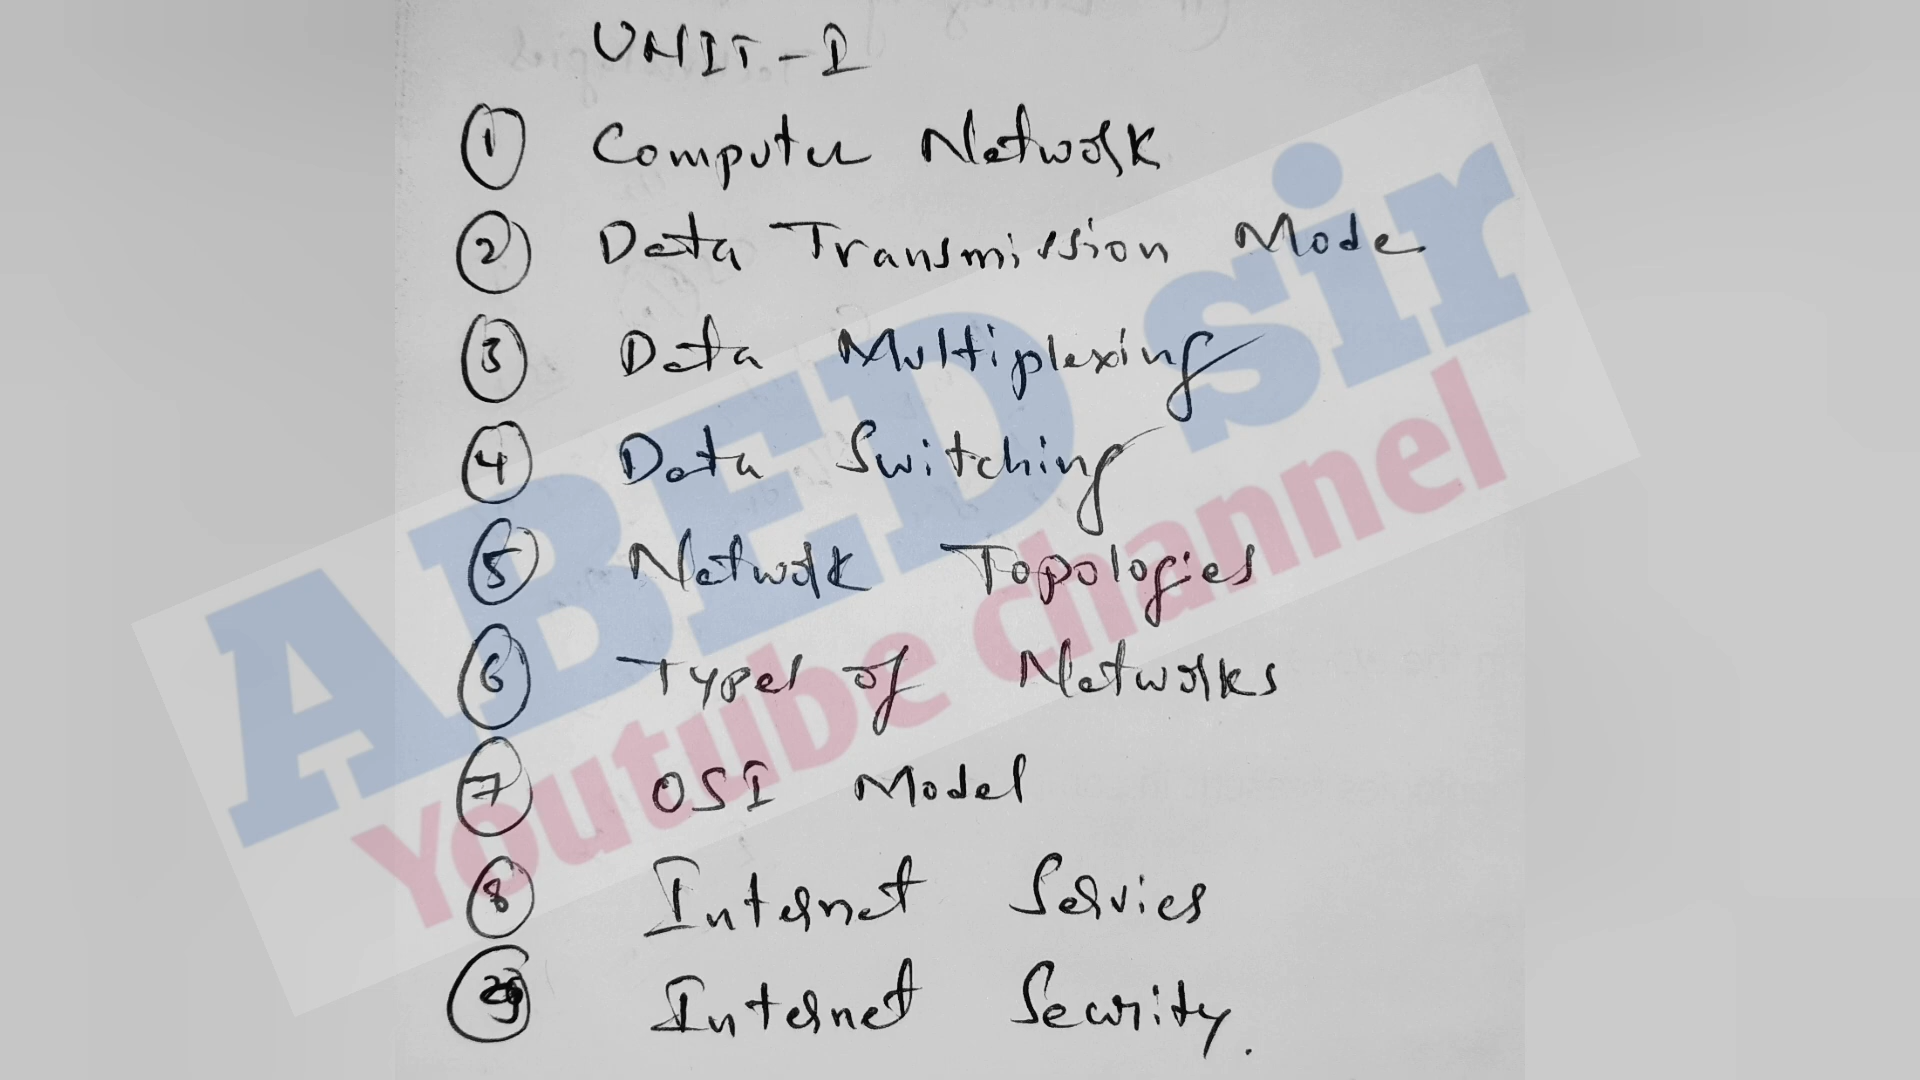 UNIT - I
1 Computer Network
2 Data Transmission Mode
3 Data Multiplexing
4 Data Switching
5 Network Topologies
6 Types of Networks
7 OSI Model
8 Internet Servies
9 Internet Security.
ABED sir
Youtube channel